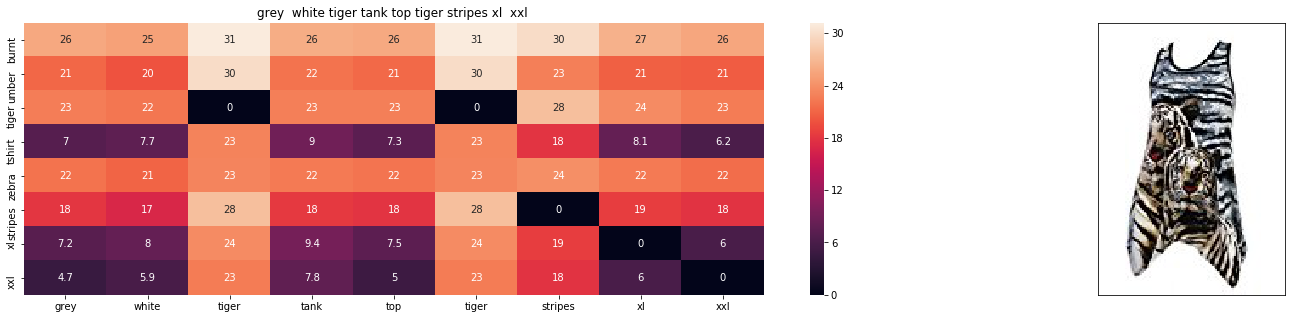 grey  white tiger tank top tiger stripes xl  xxl
burnt 26 25 31 26 26 31 30 27 26
umber 21 20 30 22 21 30 23 21 21
tiger 23 22 0 23 23 0 28 24 23
tshirt 7 7.7 23 9 7.3 23 18 8.1 6.2
zebra 22 21 23 22 22 23 24 22 22
stripes 18 17 28 18 18 28 0 19 18
xl 7.2 8 24 9.4 7.5 24 19 0 6
xxl 4.7 5.9 23 7.8 5 23 18 6 0
grey white tiger tank top tiger stripes xl xxl
30
24
18
12
6
0